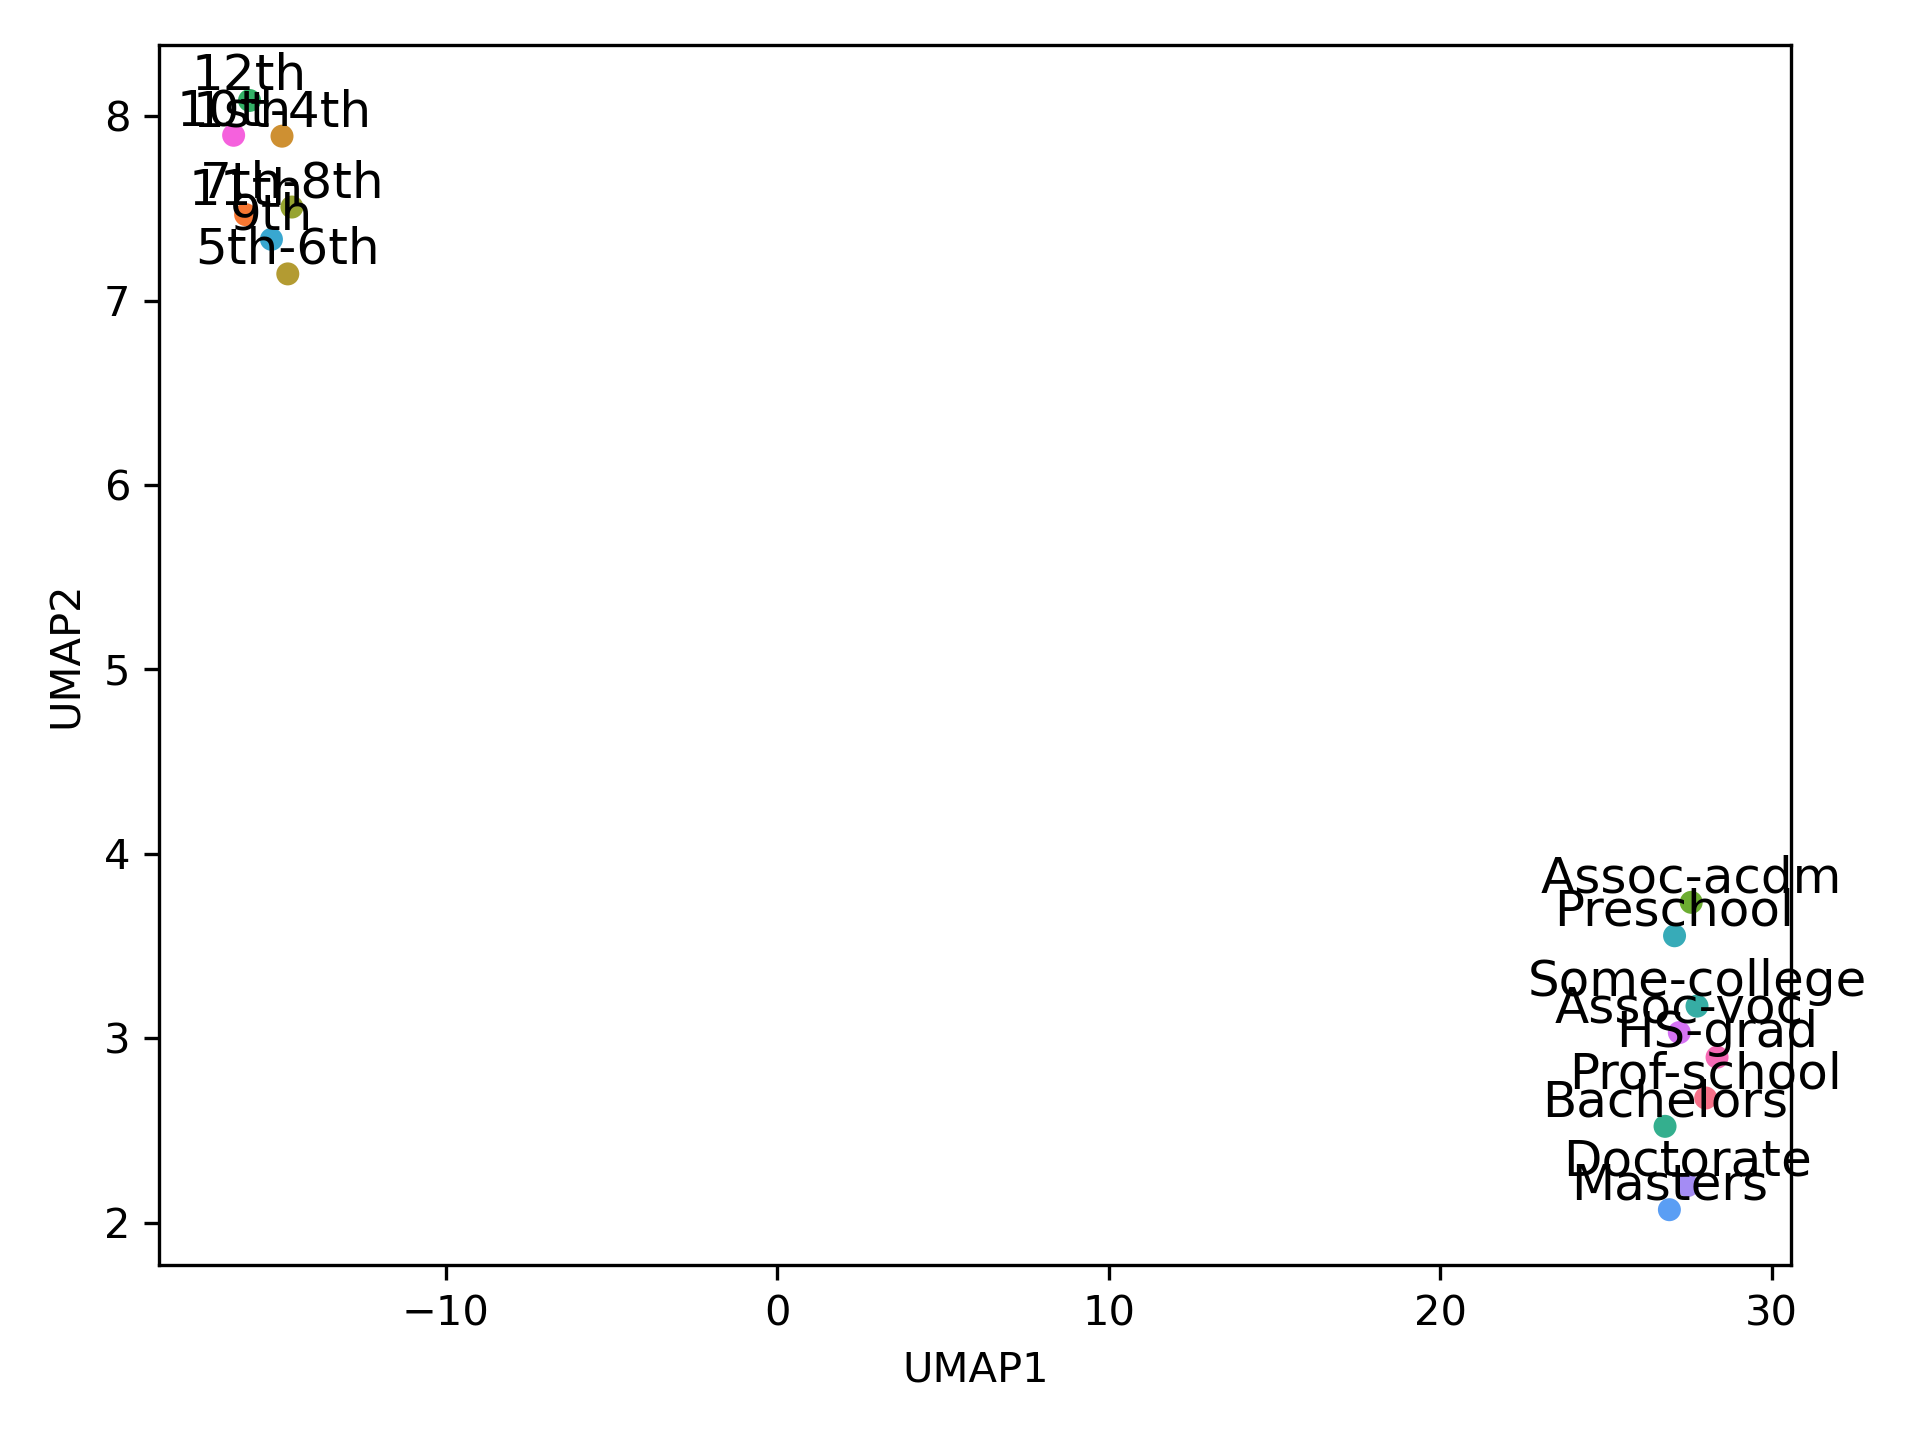 12th
10th
1st-4th
8
7th-8th
11th
9th
5th-6th
7
6
UMAP2
5
4
Assoc-acdm
Preschool
Some-college
Assoc-voc
HS-grad
3
Prof-school
Bachelors
Doctorate
Masters
2
−10 0 10 20 30
UMAP1